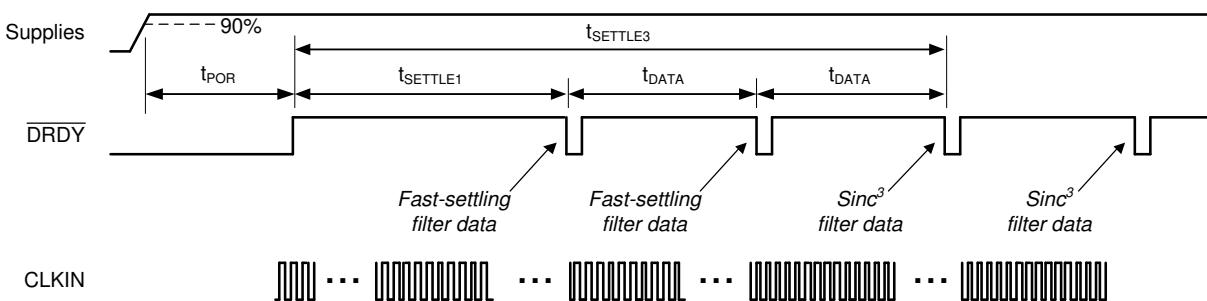 Supplies
90%
tSETTLE3
tPOR
tSETTLE1
tDATA
tDATA
DRDY
Fast-settling
filter data
Fast-settling
filter data
Sinc³
filter data
Sinc³
filter data
CLKIN